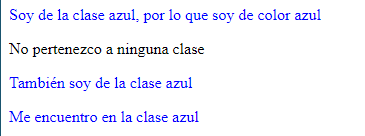 Soy de la clase azul, por lo que soy de color azul
No pertenezco a ninguna clase
También soy de la clase azul
Me encuentro en la clase azul